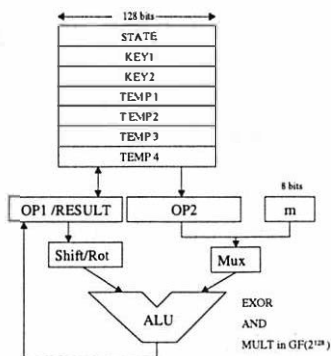 128 bits
STATE
KEY1
KEY2
TEMP1
TEMP2
TEMP3
TEMP4
8 bits
OP1 /RESULT
OP2
m
Shift/Rot
Mux
ALU
EXOR
AND
MULT in GF(2¹²⁸)